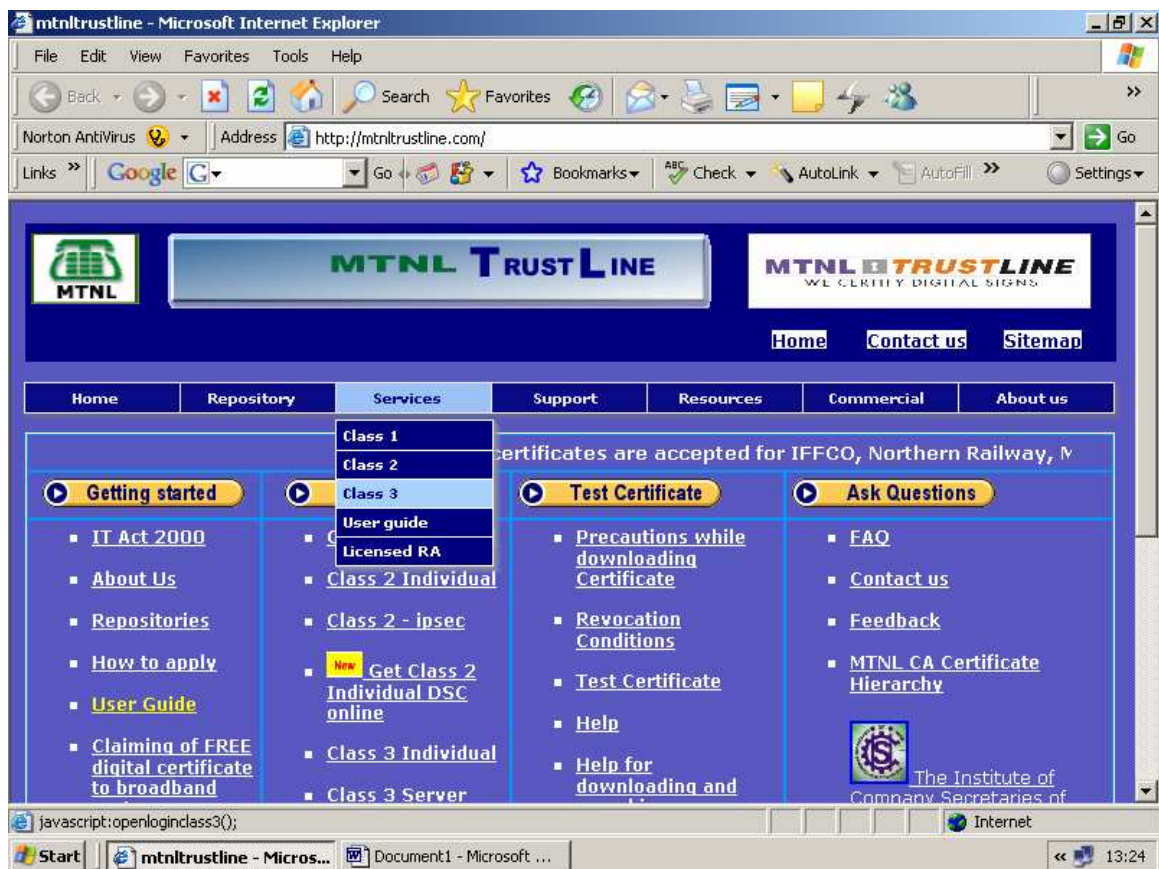 mtnltrustline - Microsoft Internet Explorer
File Edit View Favorites Tools Help
Back Search Favorites
Norton AntiVirus Address http://mtnltrustline.com/ Go
Links Google Go Bookmarks Check AutoLink AutoFill Settings
MTNL
MTNL TRUST LINE
MTNL TRUSTLINE
WE CERTIFY DIGITAL SIGNS
Home Contact us Sitemap
Home Repository Services Support Resources Commercial About us
Class 1
Class 2
Class 3
User guide
Licensed RA
ertificates are accepted for IFFCO, Northern Railway, M
Getting started
IT Act 2000
About Us
Repositories
How to apply
User Guide
Claiming of FREE
digital certificate
to broadband
Class 2 Individual
Class 2 - ipsec
New Get Class 2
Individual DSC
online
Class 3 Individual
Class 3 Server
Test Certificate
Precautions while
downloading
Certificate
Revocation
Conditions
Test Certificate
Help
Help for
downloading and
Ask Questions
FAQ
Contact us
Feedback
MTNL CA Certificate
Hierarchy
The Institute of
Company Secretaries of
javascript:openloginclass3(); Internet
Start mtnltrustline - Micros... Document1 - Microsoft ... 13:24